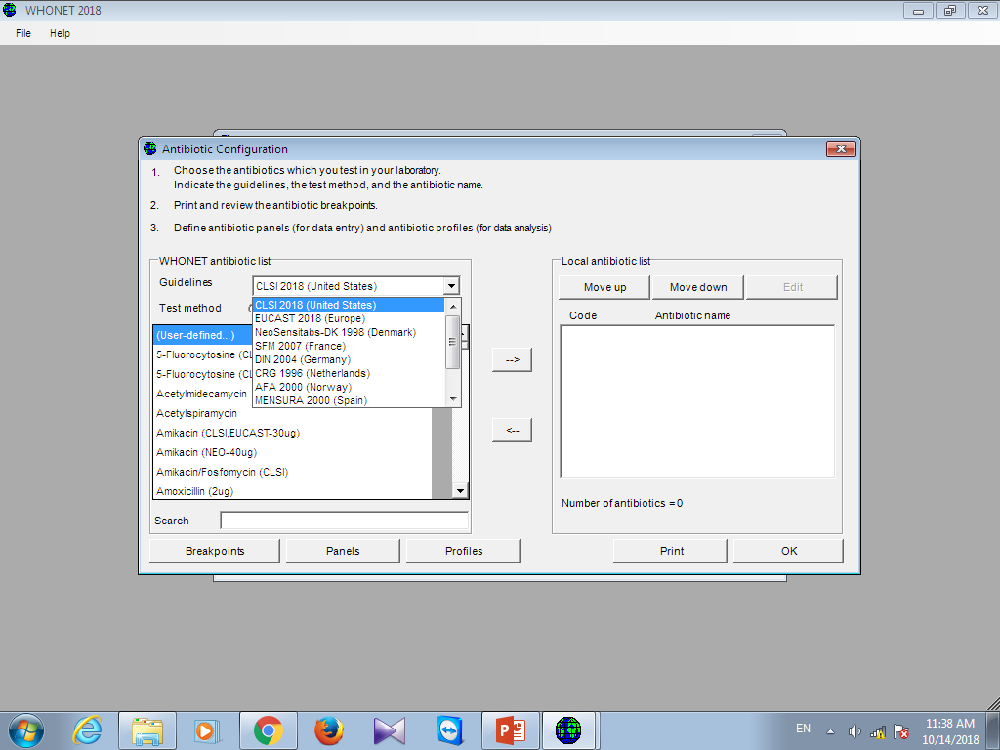 WHONET 2018
File Help
Antibiotic Configuration
1. Choose the antibiotics which you test in your laboratory.
Indicate the guidelines, the test method, and the antibiotic name.
2. Print and review the antibiotic breakpoints.
3. Define antibiotic panels (for data entry) and antibiotic profiles (for data analysis)
WHONET antibiotic list
Guidelines CLSI 2018 (United States)
Test method
CLSI 2018 (United States)
EUCAST 2018 (Europe)
NeoSensitabs-DK 1998 (Denmark)
SFM 2007 (France)
DIN 2004 (Germany)
CRG 1996 (Netherlands)
AFA 2000 (Norway)
MENSURA 2000 (Spain)
(User-defined...)
5-Fluorocytosine (CL
5-Fluorocytosine (CL
Acetylmidecamycin
Acetylspiramycin
Amikacin (CLSI,EUCAST-30ug)
Amikacin (NEO-40ug)
Amikacin/Fosfomycin (CLSI)
Amoxicillin (2ug)
Search
-->
<--
Local antibiotic list
Move up Move down Edit
Code Antibiotic name
Number of antibiotics = 0
Breakpoints Panels Profiles Print OK
EN
11:38 AM
10/14/2018